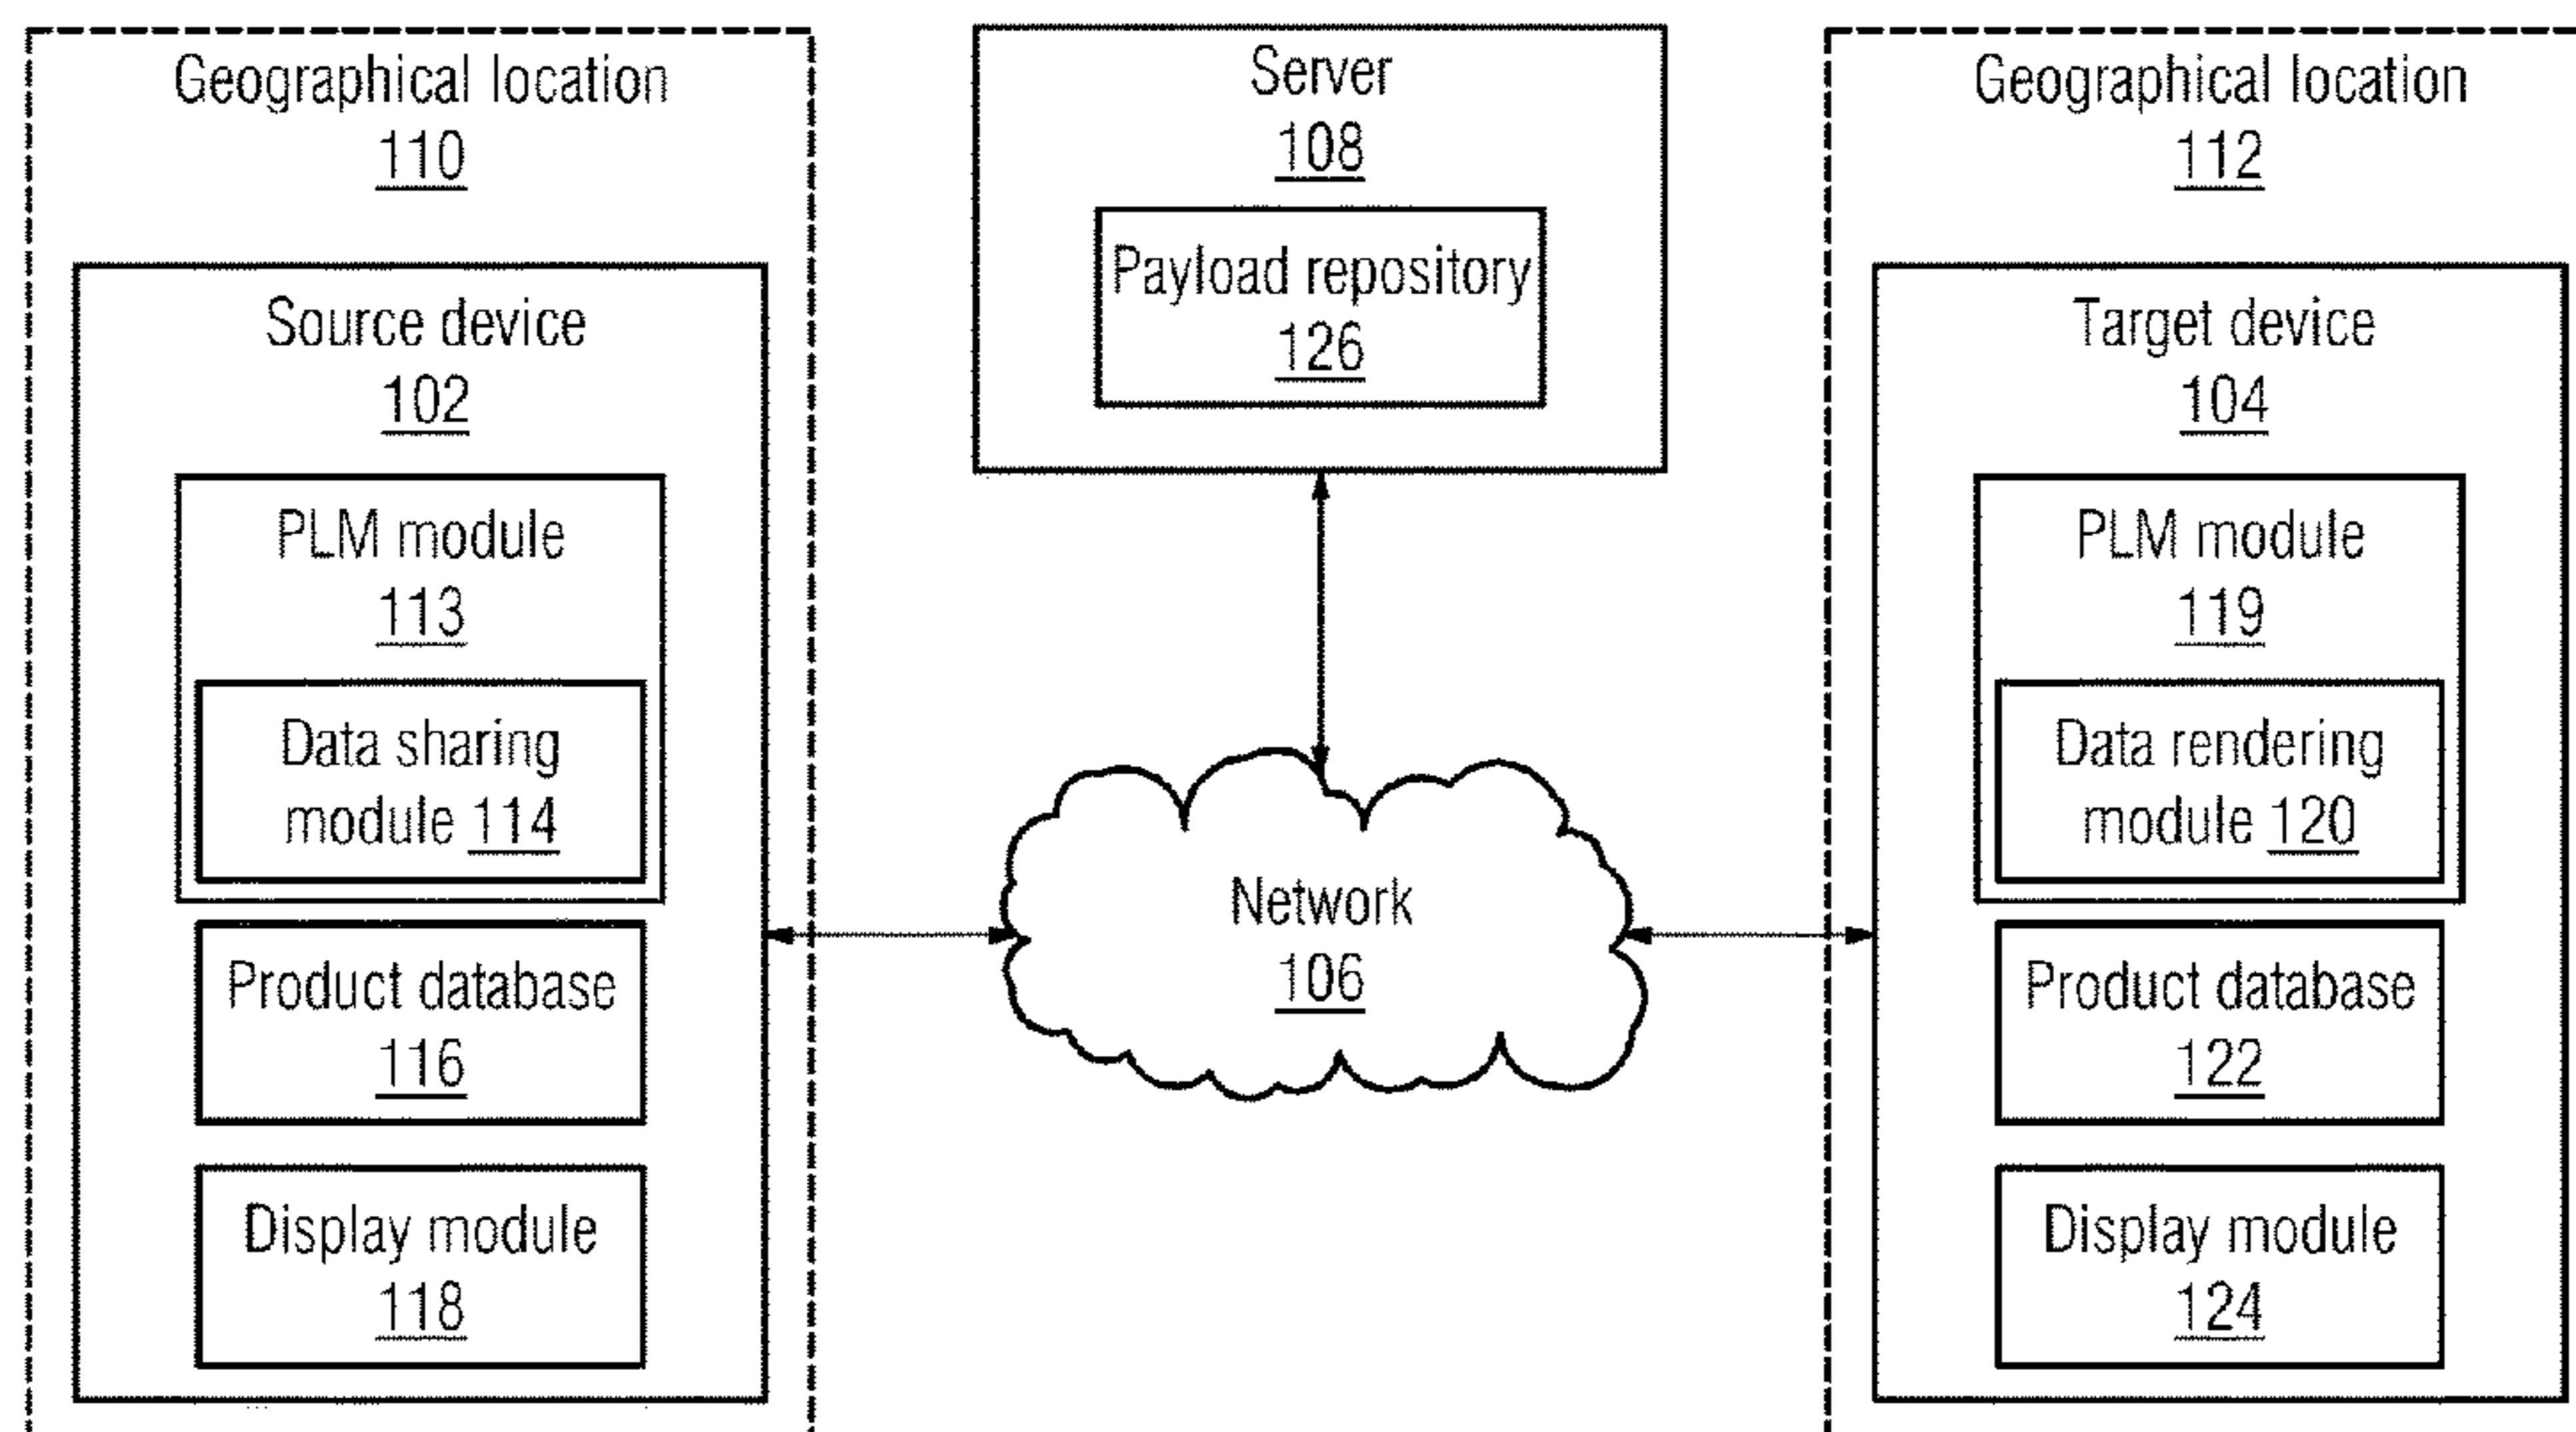 Geographical location
110
Source device
102
PLM module
113
Data sharing
module 114
Product database
116
Display module
118
Server
108
Payload repository
126
Network
106
Geographical location
112
Target device
104
PLM module
119
Data rendering
module 120
Product database
122
Display module
124